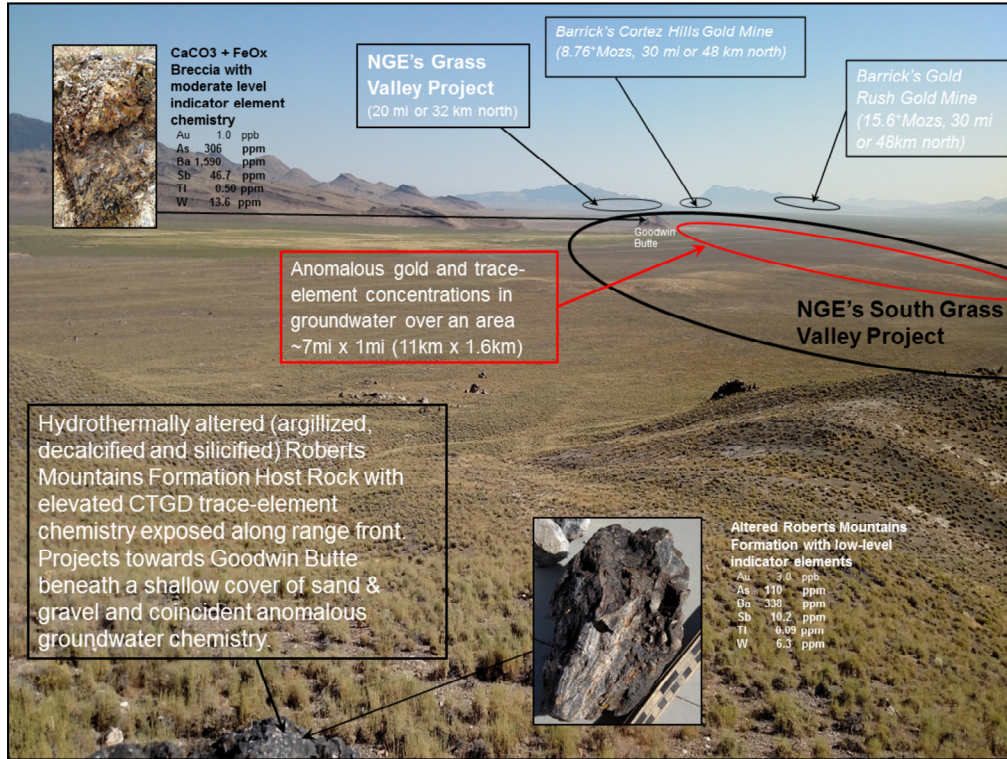 CaCO3 + FeOx
Breccia with
moderate level
indicator element
chemistry
Au 1.0 ppb
As 306 ppm
Ba 1,590 ppm
Sb 46.7 ppm
Tl 0.50 ppm
W 13.6 ppm
NGE's Grass
Valley Project
(20 mi or 32 km north)
Barrick's Cortez Hills Gold Mine
(8.76+Mozs, 30 mi or 48 km north)
Barrick's Gold
Rush Gold Mine
(15.6+Mozs, 30 mi
or 48km north)
Goodwin
Butte
Anomalous gold and trace-
element concentrations in
groundwater over an area
~7mi x 1mi (11km x 1.6km)
NGE's South Grass
Valley Project
Hydrothermally altered (argillized,
decalcified and silicified) Roberts
Mountains Formation Host Rock with
elevated CTGD trace-element
chemistry exposed along range front.
Projects towards Goodwin Butte
beneath a shallow cover of sand &
gravel and coincident anomalous
groundwater chemistry.
Altered Roberts Mountains
Formation with low-level
indicator elements
Au 3.0 ppb
As 110 ppm
Ba 338 ppm
Sb 10.2 ppm
Tl 0.09 ppm
W 6.3 ppm